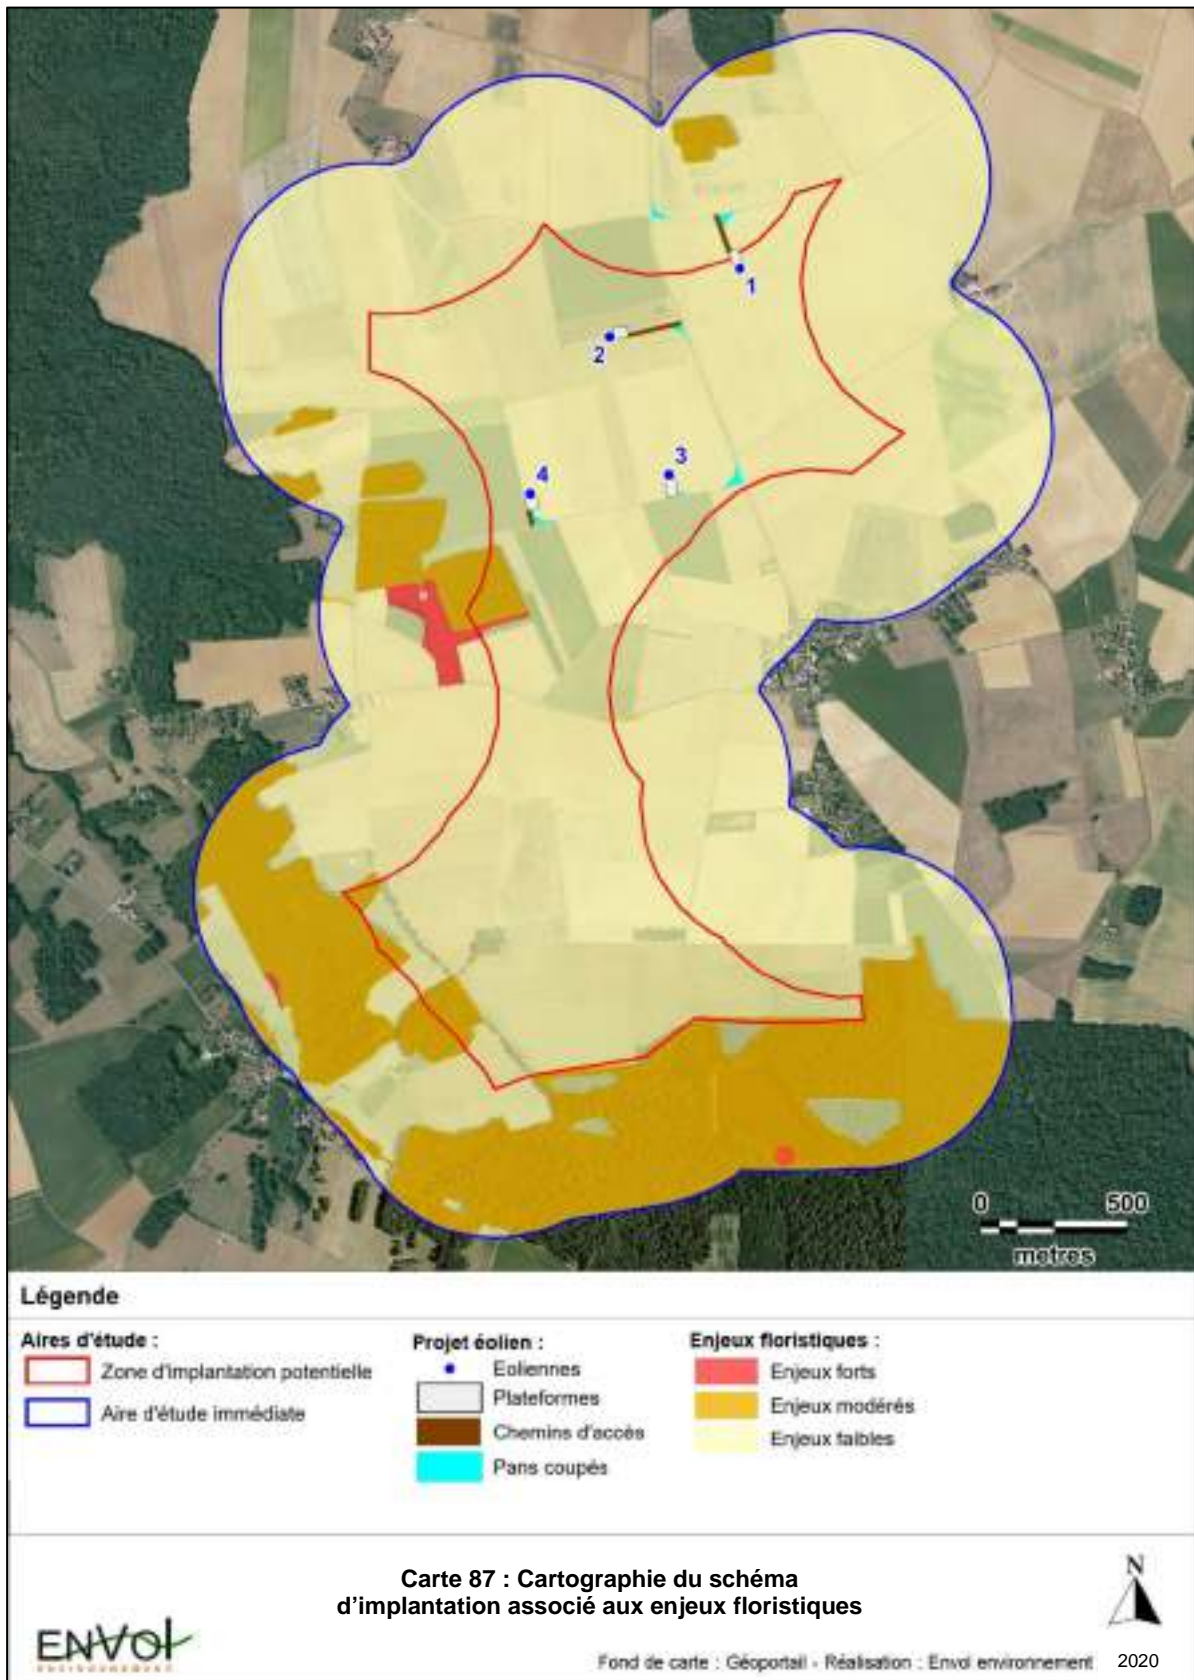 1
2
3
4
0 500
metres
Légende
Aires d'étude :
Zone d'implantation potentielle
Aire d'étude immédiate
Projet éolien :
Eoliennes
Plateformes
Chemins d'accès
Pans coupés
Enjeux floristiques :
Enjeux forts
Enjeux modérés
Enjeux faibles
Carte 87 : Cartographie du schéma
d'implantation associé aux enjeux floristiques
N
ENVOl
ENVIRONNEMENT
Fond de carte : Géoportail - Réalisation : Envol environnement 2020